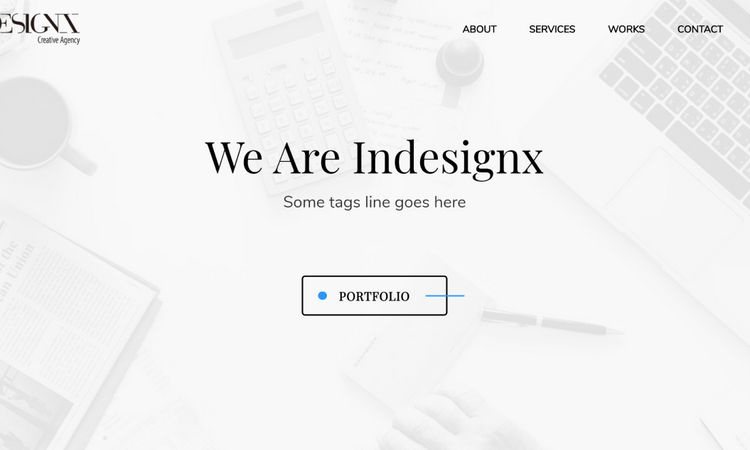 ESIGNX
Creative Agency
ABOUT SERVICES WORKS CONTACT
We Are Indesignx
Some tags line goes here
PORTFOLIO